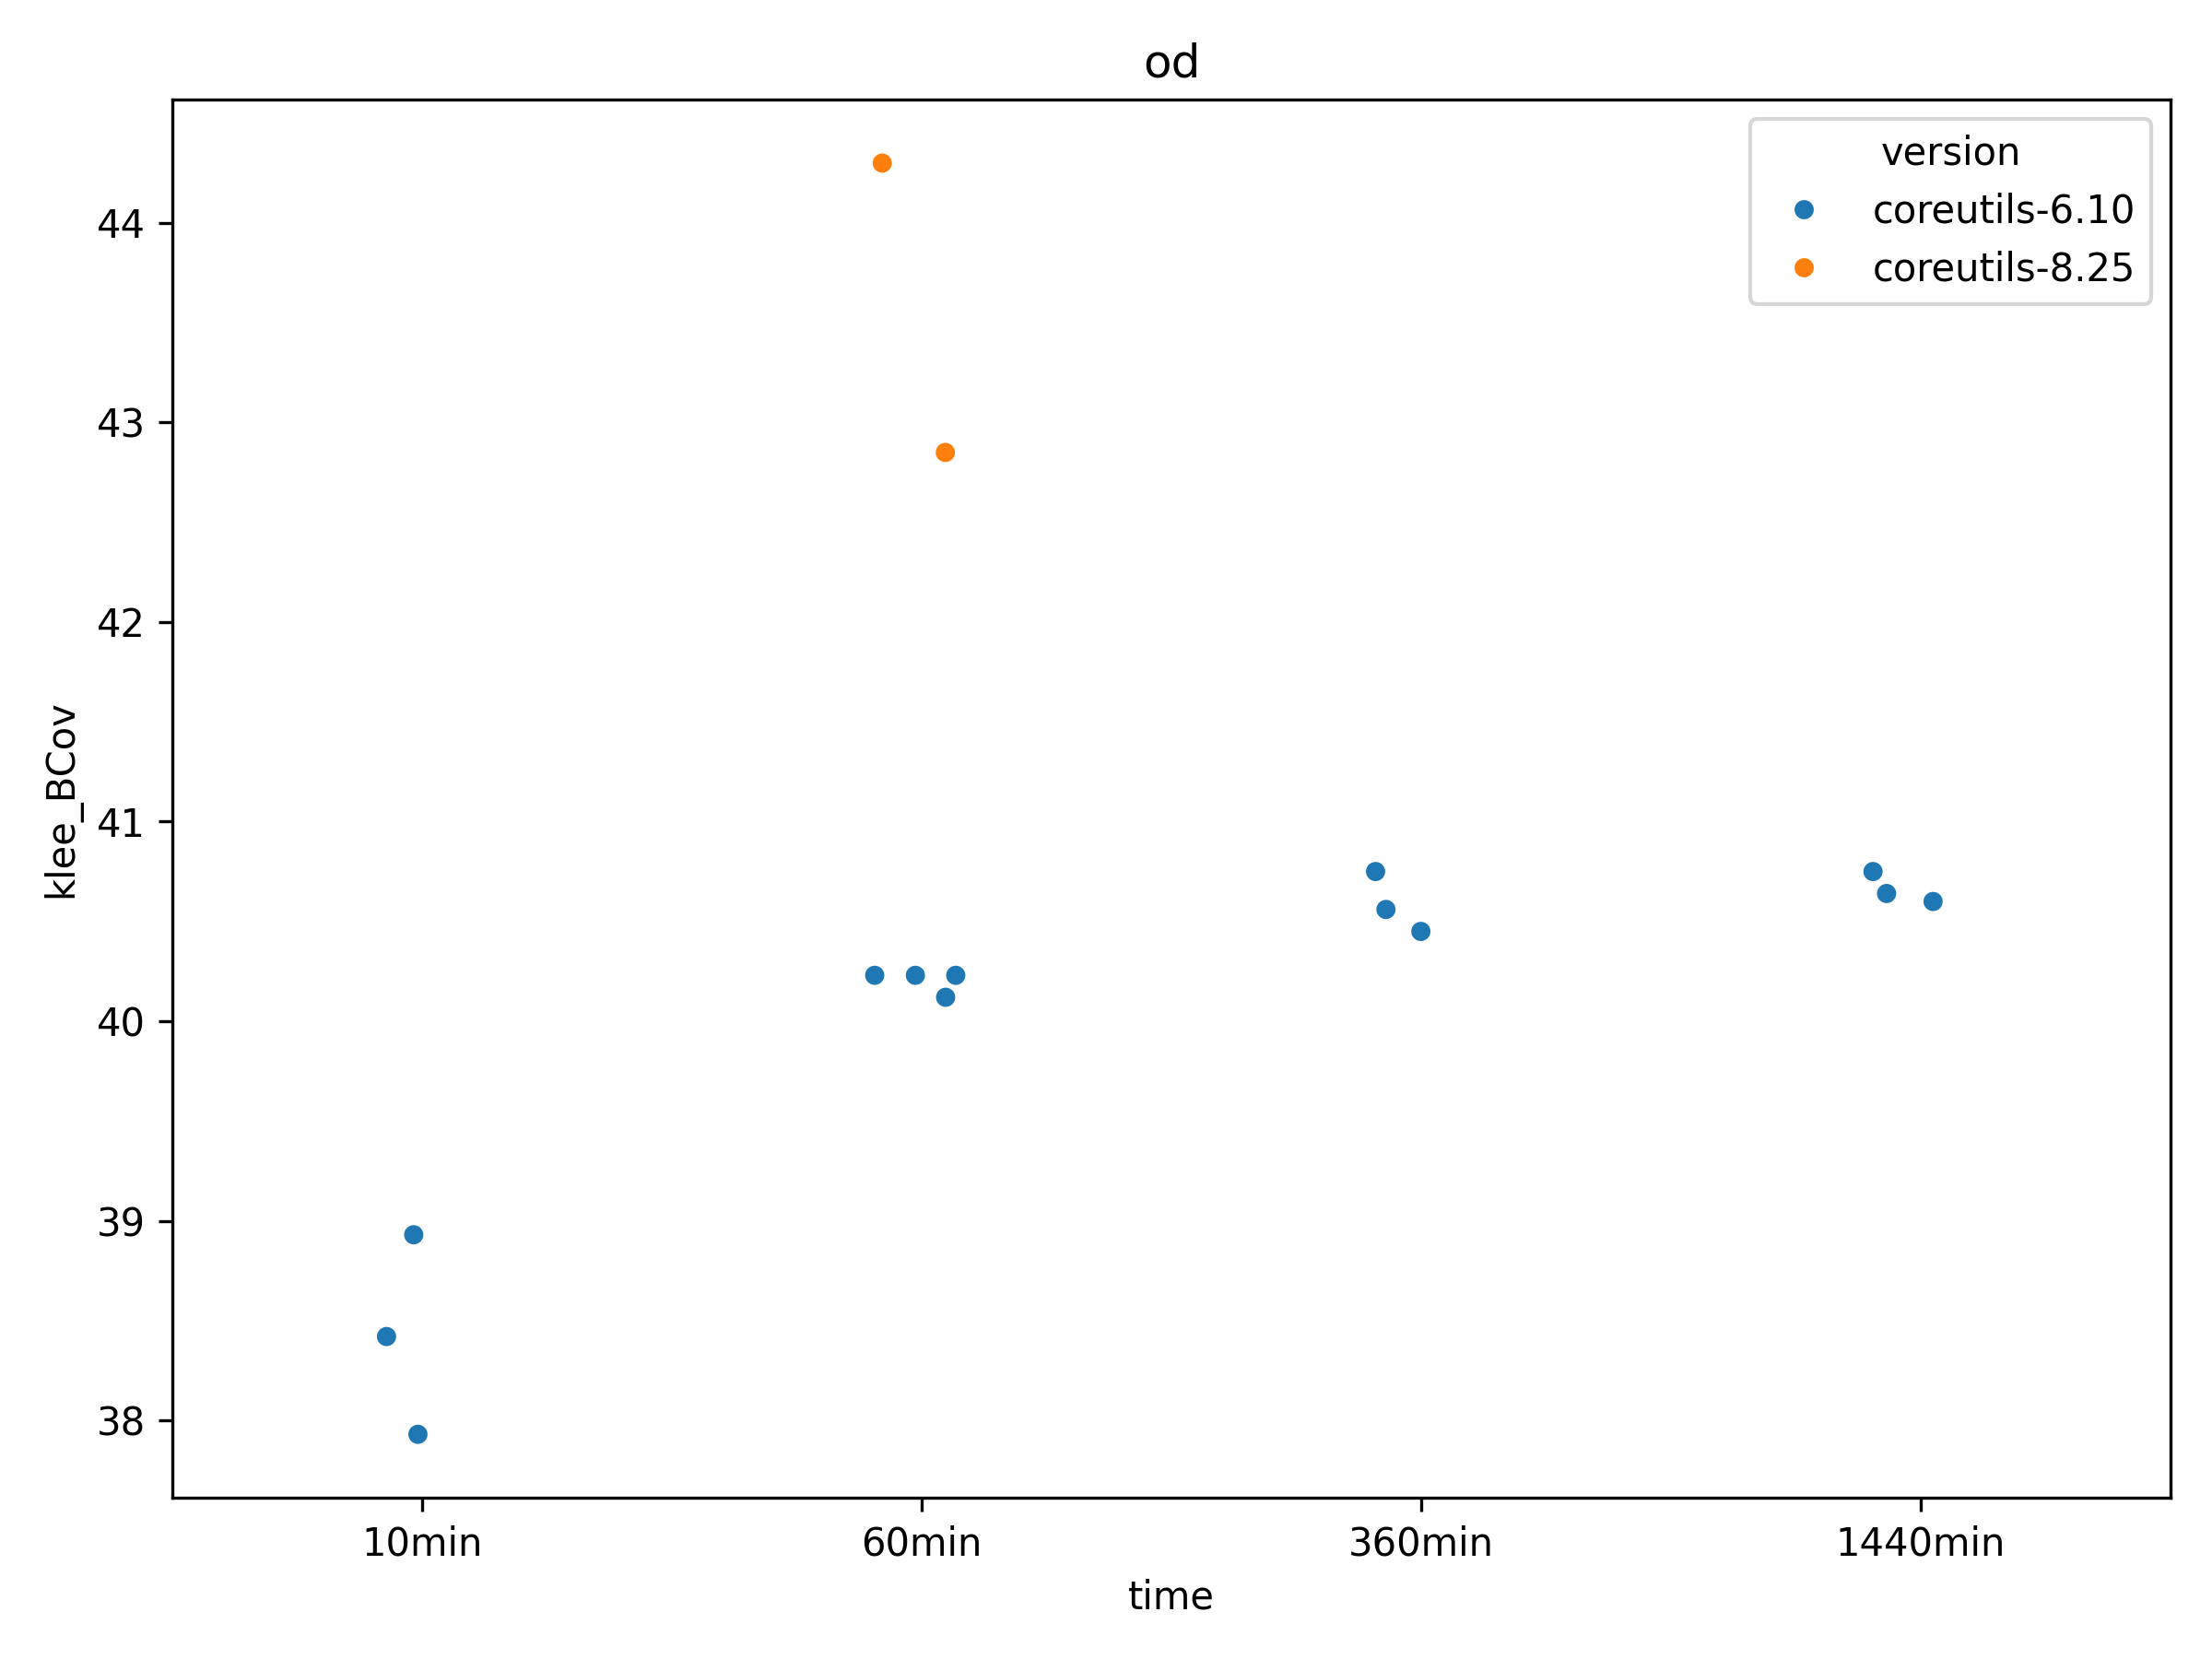 od
version
coreutils-6.10
coreutils-8.25
44
43
42
41
40
39
38
klee_BCov
10min
60min
360min
1440min
time